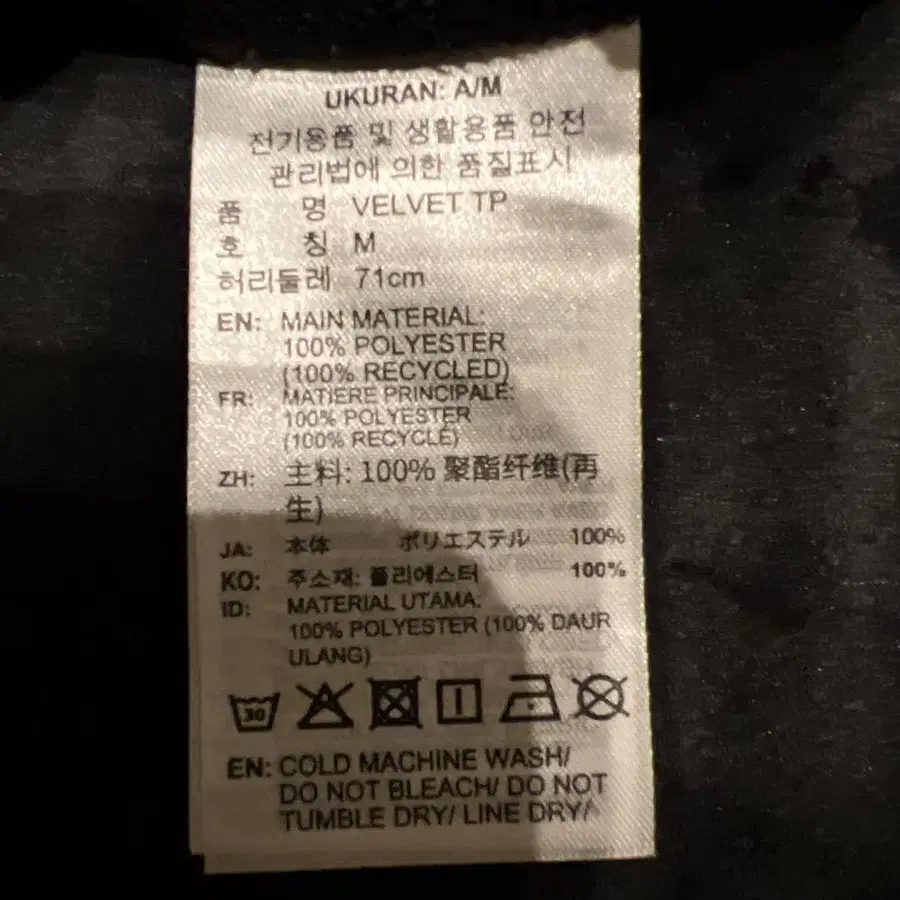 UKURAN: A/M
전기용품 및 생활용품 안전
관리법에 의한 품질표시
품 명 VELVET TP
호 칭 M
허리둘레 71cm
EN: MAIN MATERIAL:
100% POLYESTER
(100% RECYCLED)
FR: MATIERE PRINCIPALE:
100% POLYESTER
(100% RECYCLÉ)
ZH: 主料: 100% 聚酯纤维(再
生)
JA: 本体 ポリエステル 100%
KO: 주소재: 폴리에스터 100%
ID: MATERIAL UTAMA:
100% POLYESTER (100% DAUR
ULANG)
30
EN: COLD MACHINE WASH/
DO NOT BLEACH/ DO NOT
TUMBLE DRY/ LINE DRY/